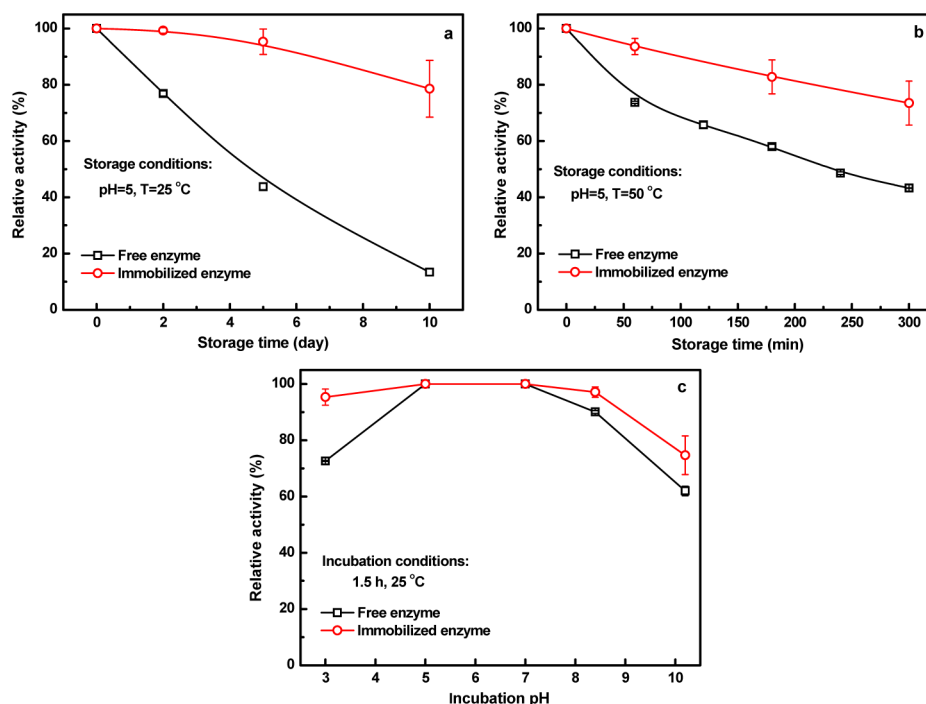 a
Relative activity (%)
100
80
60
40
20
0
Storage conditions:
pH=5, T=25 °C
Free enzyme
Immobilized enzyme
0 2 4 6 8 10
Storage time (day)
b
Relative activity (%)
100
80
60
40
20
0
Storage conditions:
pH=5, T=50 °C
Free enzyme
Immobilized enzyme
0 50 100 150 200 250 300
Storage time (min)
c
Relative activity (%)
100
80
60
40
20
0
Incubation conditions:
1.5 h, 25 °C
Free enzyme
Immobilized enzyme
3 4 5 6 7 8 9 10
Incubation pH